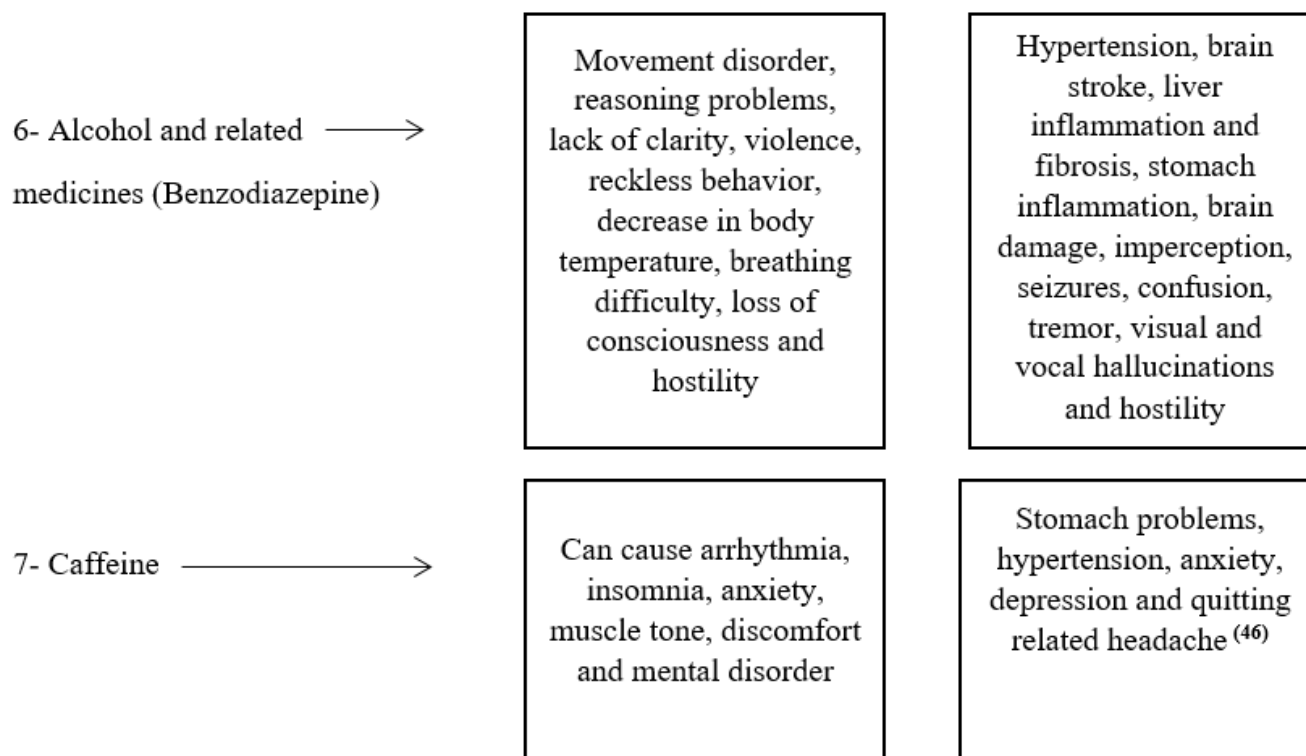 6- Alcohol and related
medicines (Benzodiazepine)
Movement disorder,
reasoning problems,
lack of clarity, violence,
reckless behavior,
decrease in body
temperature, breathing
difficulty, loss of
consciousness and
hostility
Hypertension, brain
stroke, liver
inflammation and
fibrosis, stomach
inflammation, brain
damage, imperception,
seizures, confusion,
tremor, visual and
vocal hallucinations
and hostility
7- Caffeine
Can cause arrhythmia,
insomnia, anxiety,
muscle tone, discomfort
and mental disorder
Stomach problems,
hypertension, anxiety,
depression and quitting
related headache (46)